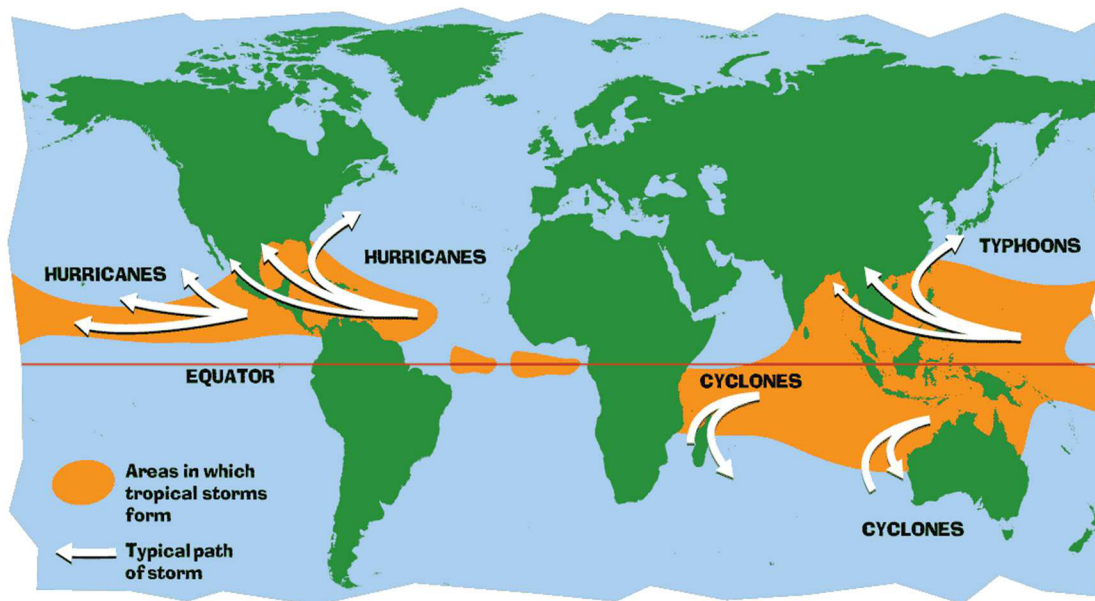 HURRICANES
HURRICANES
TYPHOONS
EQUATOR
CYCLONES
CYCLONES
Areas in which
tropical storms
form
Typical path
of storm